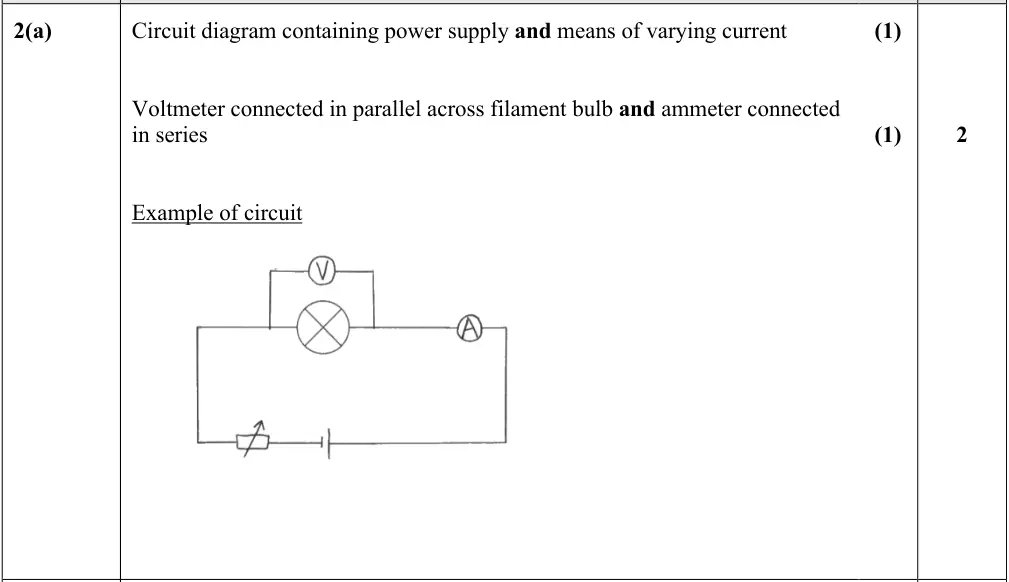 2(a)
Circuit diagram containing power supply and means of varying current (1)
Voltmeter connected in parallel across filament bulb and ammeter connected
in series (1) 2
Example of circuit
V
A